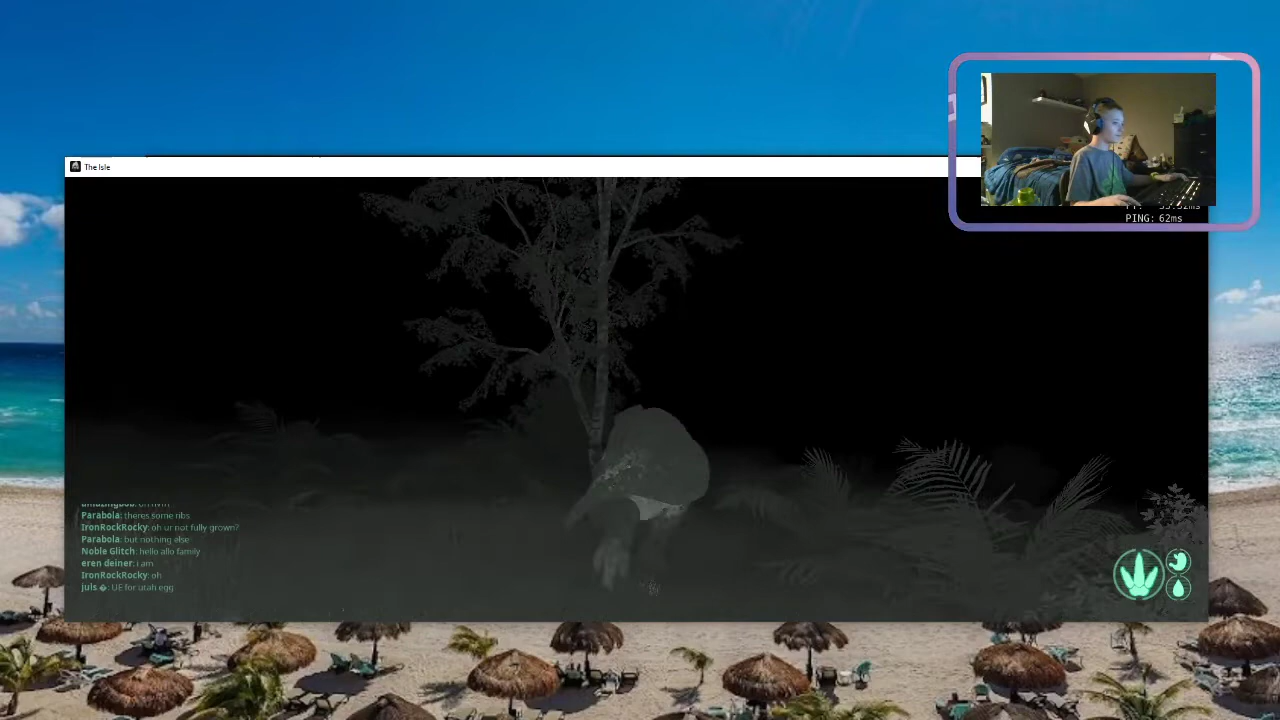 The Isle
PING: 62ms
Parabola: theres some ribs
IronRockRocky: oh ur not fully grown?
Parabola: but nothing else
Noble Glitch: hello allo family
eren deiner: i am
IronRockRocky: oh
juls �: UE for utah egg